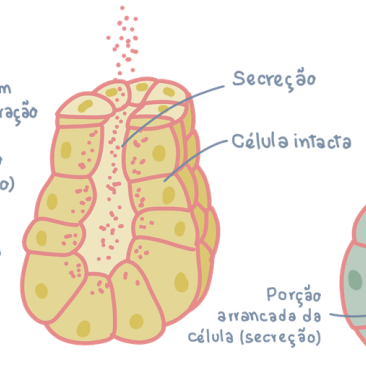 Secreção
Célula intacta
Porção
arrancada da
célula (secreção)